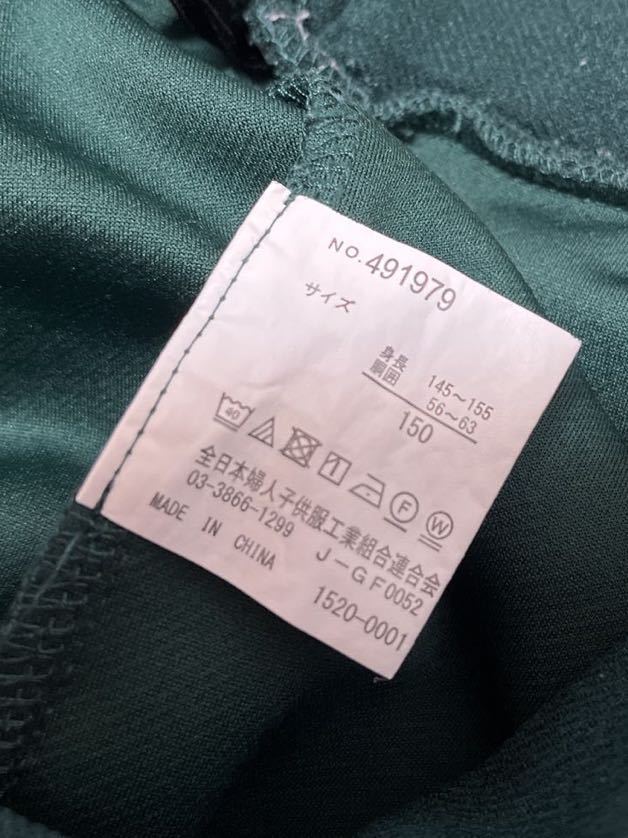 NO.491979
サイズ
身長 145～155
胴囲 56～63
150
40
F
W
全日本婦人子供服工業組合連合会
03-3866-1299 J-GF0052
MADE IN CHINA 1520-0001